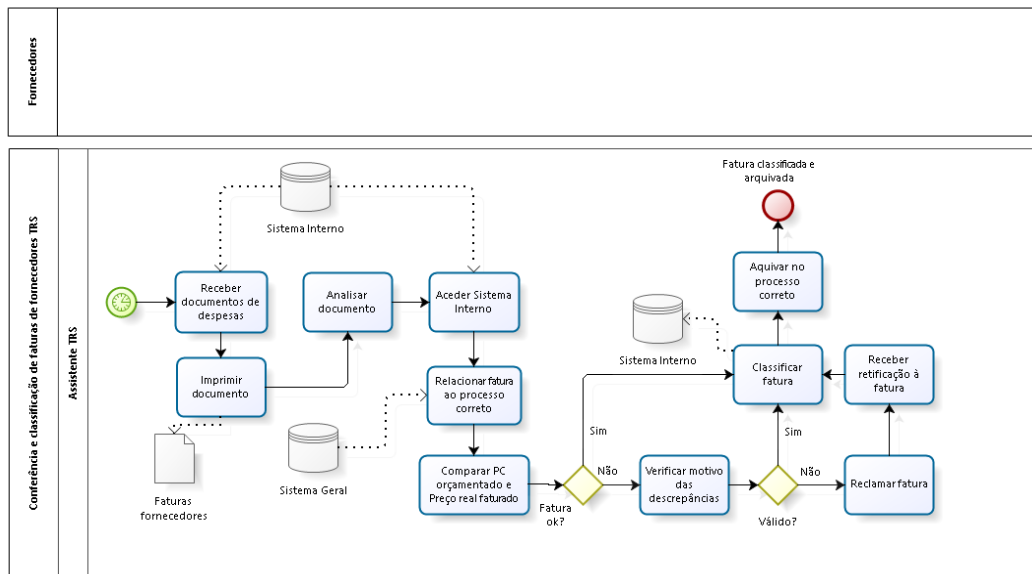 Fornecedores
Conferência e classificação de faturas de fornecedores TRS
Assistente TRS
Fatura classificada e
arquivada
Sistema Interno
Receber
documentos de
despesas
Analisar
documento
Aceder Sistema
Interno
Aquivar no
processo
correto
Sistema Interno
Imprimir
documento
Relacionar fatura
ao processo
correto
Classificar
fatura
Receber
retificação à
fatura
Sim
Sim
Sistema Geral
Faturas
fornecedores
Comparar PC
orçamentado e
Preço real faturado
Fatura
ok?
Não
Verificar motivo
das
descrepâncias
Válido?
Não
Reclamar fatura